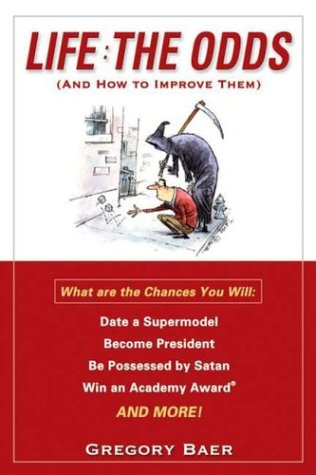 LIFE: THE ODDS
(AND HOW TO IMPROVE THEM)
What are the Chances You Will:
Date a Supermodel
Become President
Be Possessed by Satan
Win an Academy Award®
AND MORE!
GREGORY BAER